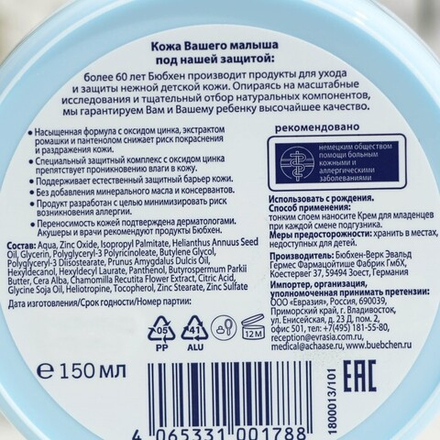 Кожа Вашего малыша
под нашей защитой:
более 60 лет Бюбхен производит продукты для ухода
и защиты нежной детской кожи. Опираясь на масштабные
исследования и тщательный отбор натуральных компонентов,
мы гарантируем Вам и Вашему ребенку высочайшее качество.
• Насыщенная формула с оксидом цинка, экстрактом
ромашки и пантенолом снижает риск покраснения
и раздражения кожи.
• Специальный защитный комплекс с оксидом цинка
препятствует проникновению влаги в кожу.
• Поддерживает естественный защитный барьер кожи.
• Без добавления минерального масла и консервантов.
• Продукт разработан с целью минимизировать риск
возникновения аллергии.
• Переносимость кожей подтверждена дерматологами.
Акушеры и врачи рекомендуют продукты Бюбхен.
Состав: Aqua, Zinc Oxide, Isopropyl Palmitate, Helianthus Annuus Seed
Oil, Glycerin, Polyglyceryl-3 Polyricinoleate, Butylene Glycol,
Polyglyceryl-3 Diisostearate, Prunus Amygdalus Dulcis Oil,
Hexyldecanol, Hexyldecyl Laurate, Panthenol, Butyrospermum Parkii
Butter, Cera Alba, Chamomilla Recutita Flower Extract, Citric Acid,
Glycine Soja Oil, Heliotropine, Tocopherol, Zinc Stearate, Zinc Sulfate
Дата изготовления/Срок годности/Номер партии:
05
PP
41
ALU
12 M
℮ 150 мл
рекомендовано
немецким обществом
помощи больным
кожными и
аллергическими
заболеваниями
Использовать с рождения.
Способ применения:
тонким слоем наносите Крем для младенцев
при каждой смене подгузника.
Меры предосторожности: хранить в местах,
недоступных для детей.
Производитель: Бюбхен-Верк Эвальд
Гермес Фармацойтише Фабрик ГмбХ,
Коестервег 37, 59494 Зоест, Германия
Импортер, организация,
уполномоченная принимать претензии:
ООО «Евразия», Россия, 690039,
Приморский край, г. Владивосток,
ул. Енисейская, д. 23 Д, пом. 2,
оф. 5, тел: +7(495) 181-55-80,
reception@evrasia.com.ru
medical@achase.ru, www.buebchen.ru
EAC
1800013/101
4 065331 001788